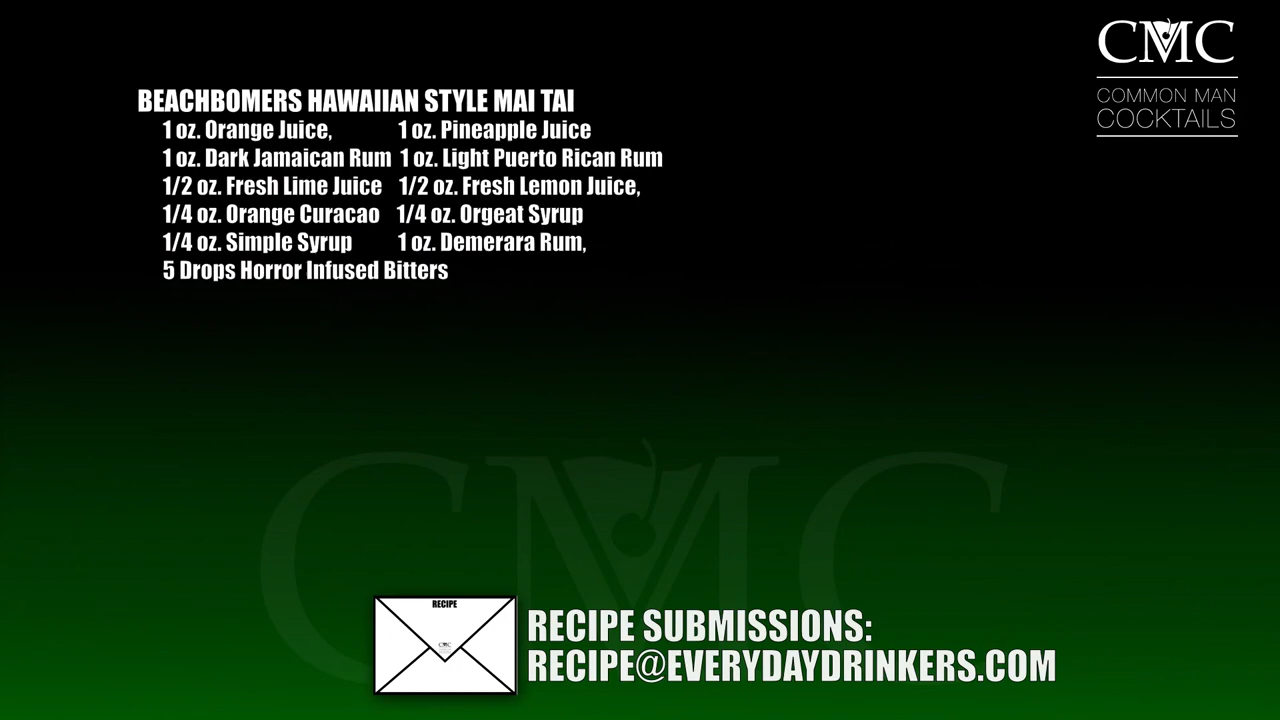 CMC
COMMON MAN
COCKTAILS
BEACHBOMERS HAWAIIAN STYLE MAI TAI
1 oz. Orange Juice, 1 oz. Pineapple Juice
1 oz. Dark Jamaican Rum 1 oz. Light Puerto Rican Rum
1/2 oz. Fresh Lime Juice 1/2 oz. Fresh Lemon Juice,
1/4 oz. Orange Curacao 1/4 oz. Orgeat Syrup
1/4 oz. Simple Syrup 1 oz. Demerara Rum,
5 Drops Horror Infused Bitters
CMC
RECIPE
CMC
RECIPE SUBMISSIONS:
RECIPE@EVERYDAYDRINKERS.COM